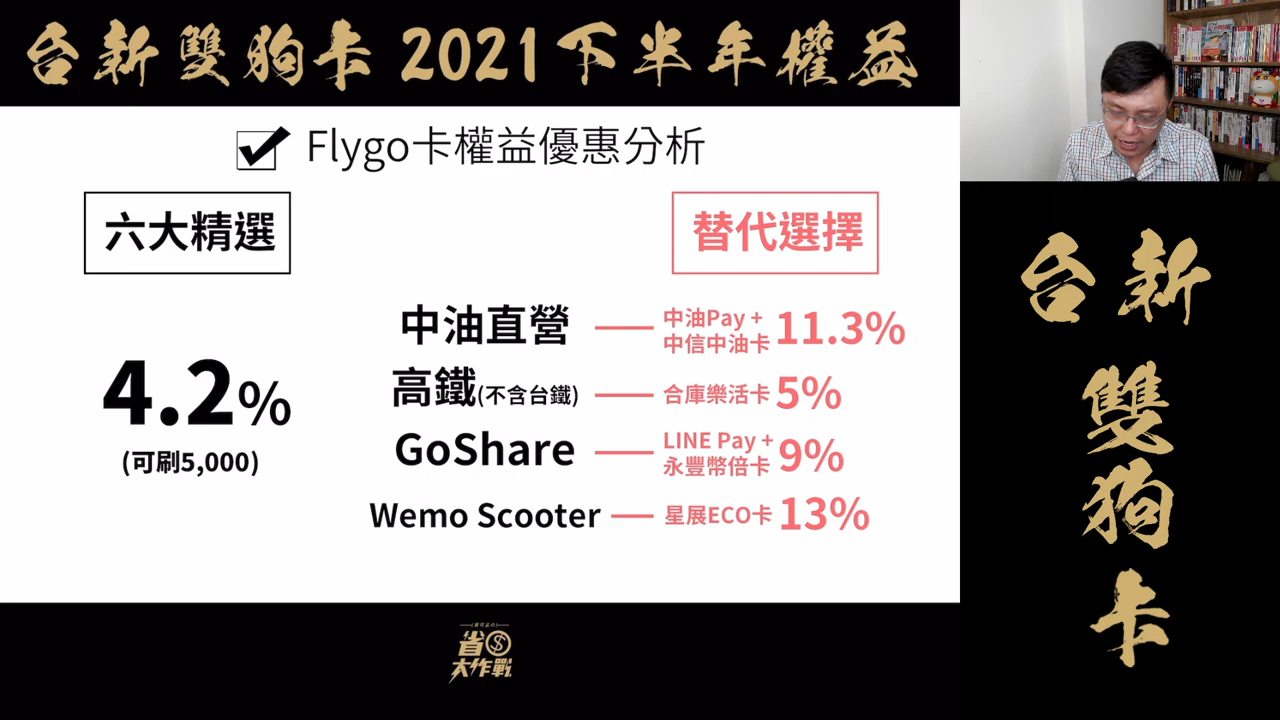 台新雙狗卡 2021下半年權益
Flygo卡權益優惠分析
六大精選
替代選擇
4.2%
(可刷5,000)
中油直營
中油Pay +
中信中油卡
11.3%
高鐵(不含台鐵)
合庫樂活卡
5%
GoShare
LINE Pay +
永豐幣倍卡
9%
Wemo Scooter
星展ECO卡
13%
台新
雙
狗
卡
省
大作戰